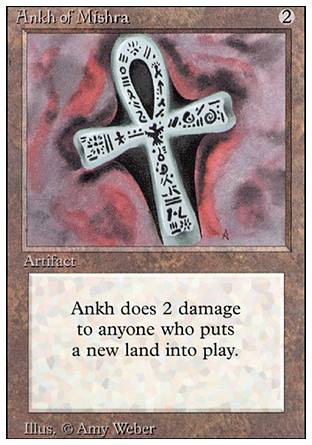 Ankh of Mishra 2
Artifact
Ankh does 2 damage
to anyone who puts
a new land into play.
Illus. © Amy Weber